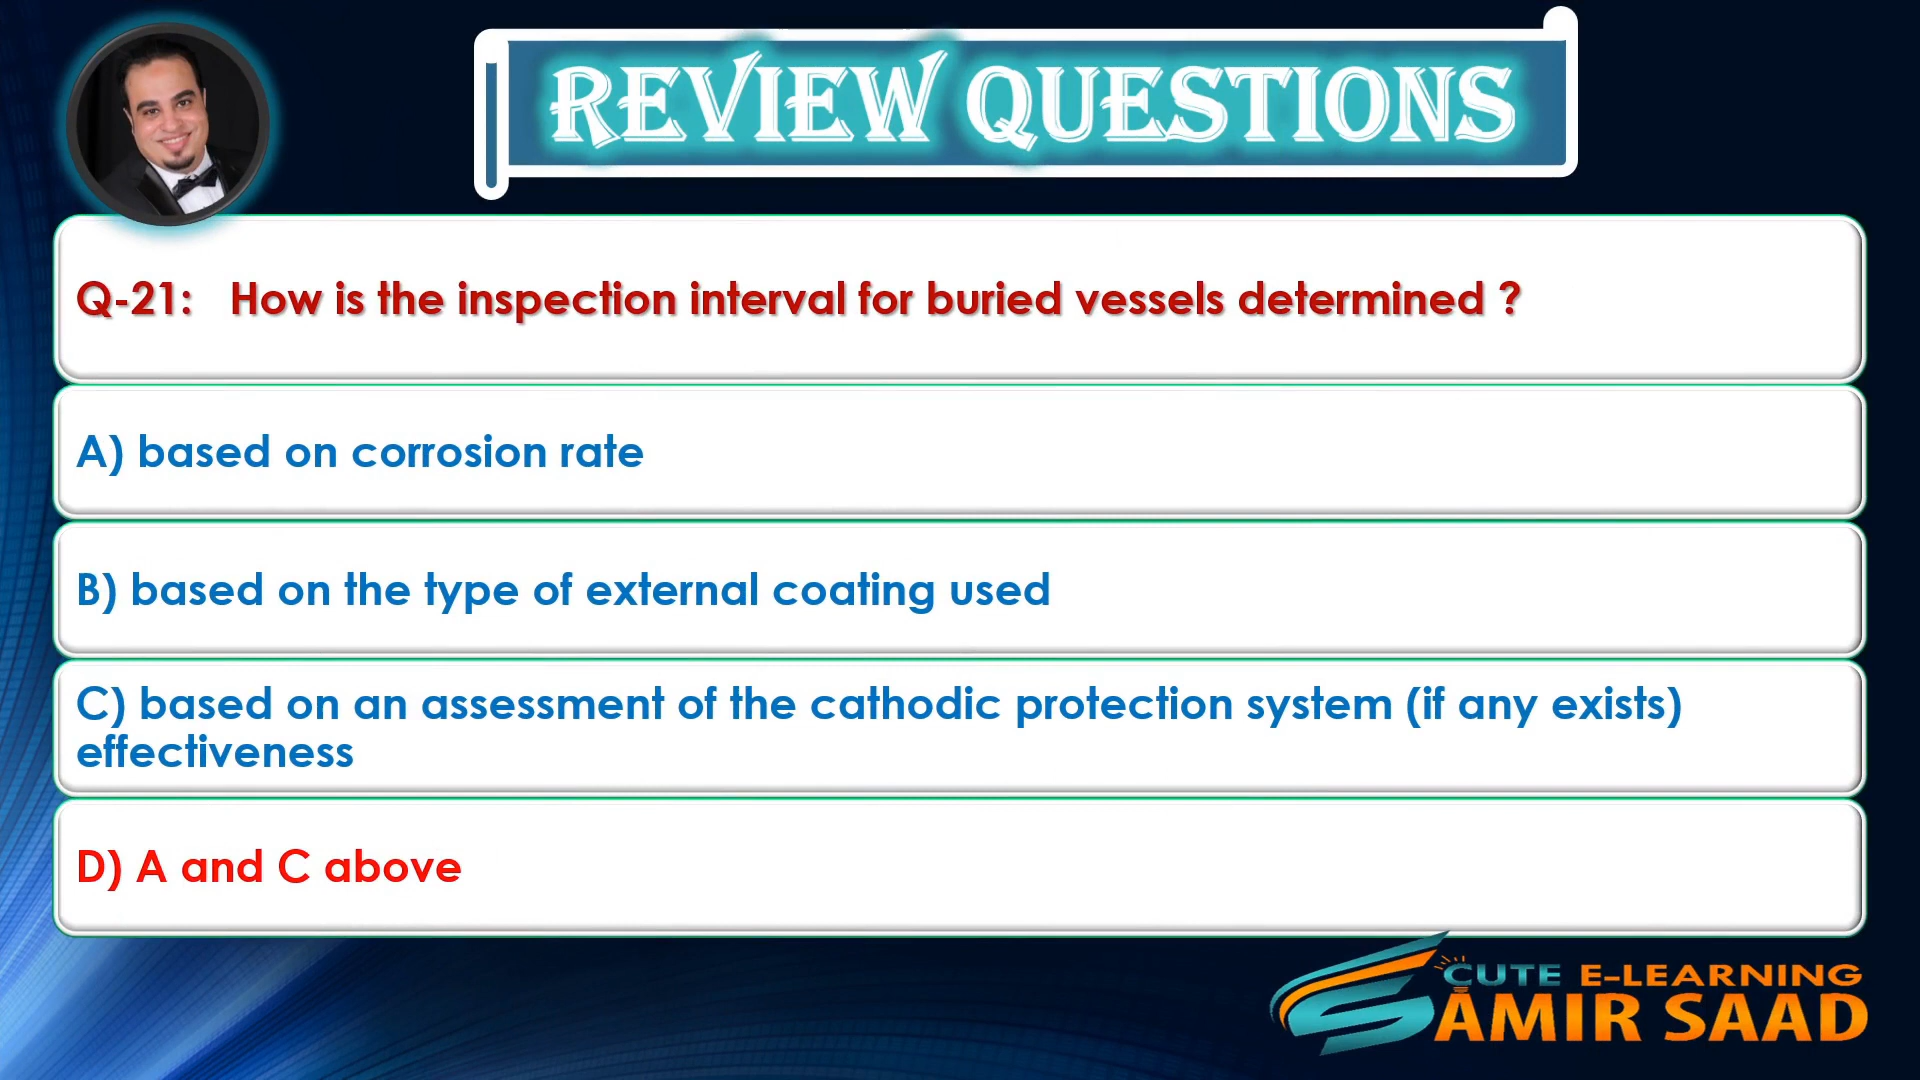 REVIEW QUESTIONS
Q-21: How is the inspection interval for buried vessels determined ?
A) based on corrosion rate
B) based on the type of external coating used
C) based on an assessment of the cathodic protection system (if any exists)
effectiveness
D) A and C above
CUTE E-LEARNING
AMIR SAAD